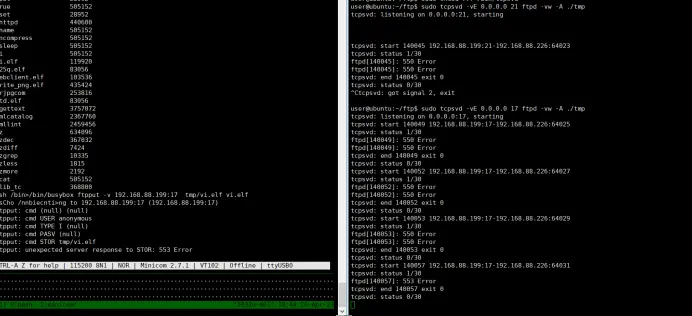 rue 505152
set 28952
httpd 440600
name 505152
ncompress 505152
sleep 505152
i 505152
i.elf 119920
25q.elf 83056
ebclient.elf 103536
rite_png.elf 435424
rjpgcom 253816
td.elf 83056
gettext 3757072
mlcatalog 2367760
mllint 2459456
z 634096
zdec 367032
zdiff 7424
zgrep 10335
zless 1815
zmore 2192
cat 505152
lib_tc 368800
sh /bin>/bin/busybox ftpput -v 192.168.88.199:17 tmp/vi.elf vi.elf
sCho /nmbiecnti>ng to 192.168.88.199:17 (192.168.88.199:17)
tpput: cmd (null) (null)
tpput: cmd USER anonymous
tpput: cmd TYPE I (null)
tpput: cmd PASV (null)
tpput: cmd STOR tmp/vi.elf
tpput: unexpected server response to STOR: 553 Error
TRL-A Z for help | 115200 8N1 | NOR | Minicom 2.7.1 | VT102 | Offline | ttyUSB0
user@ubuntu:~/ftp$ sudo tcpsvd -vE 0.0.0.0 21 ftpd -vw -A ./tmp
tcpsvd: listening on 0.0.0.0:21, starting
tcpsvd: start 140045 192.168.88.199:21-192.168.88.226:64023
tcpsvd: status 1/30
ftpd[140045]: 550 Error
ftpd[140045]: 550 Error
tcpsvd: end 140045 exit 0
tcpsvd: status 0/30
^Ctcpsvd: got signal 2, exit
user@ubuntu:~/ftp$ sudo tcpsvd -vE 0.0.0.0 17 ftpd -vw -A ./tmp
tcpsvd: listening on 0.0.0.0:17, starting
tcpsvd: start 140049 192.168.88.199:17-192.168.88.226:64025
tcpsvd: status 1/30
ftpd[140049]: 550 Error
ftpd[140049]: 550 Error
tcpsvd: end 140049 exit 0
tcpsvd: status 0/30
tcpsvd: start 140052 192.168.88.199:17-192.168.88.226:64027
tcpsvd: status 1/30
ftpd[140052]: 550 Error
ftpd[140052]: 550 Error
tcpsvd: end 140052 exit 0
tcpsvd: status 0/30
tcpsvd: start 140053 192.168.88.199:17-192.168.88.226:64029
tcpsvd: status 1/30
ftpd[140053]: 550 Error
ftpd[140053]: 550 Error
tcpsvd: end 140053 exit 0
tcpsvd: status 0/30
tcpsvd: start 140057 192.168.88.199:17-192.168.88.226:64031
tcpsvd: status 1/30
ftpd[140057]: 553 Error
tcpsvd: end 140057 exit 0
tcpsvd: status 0/30